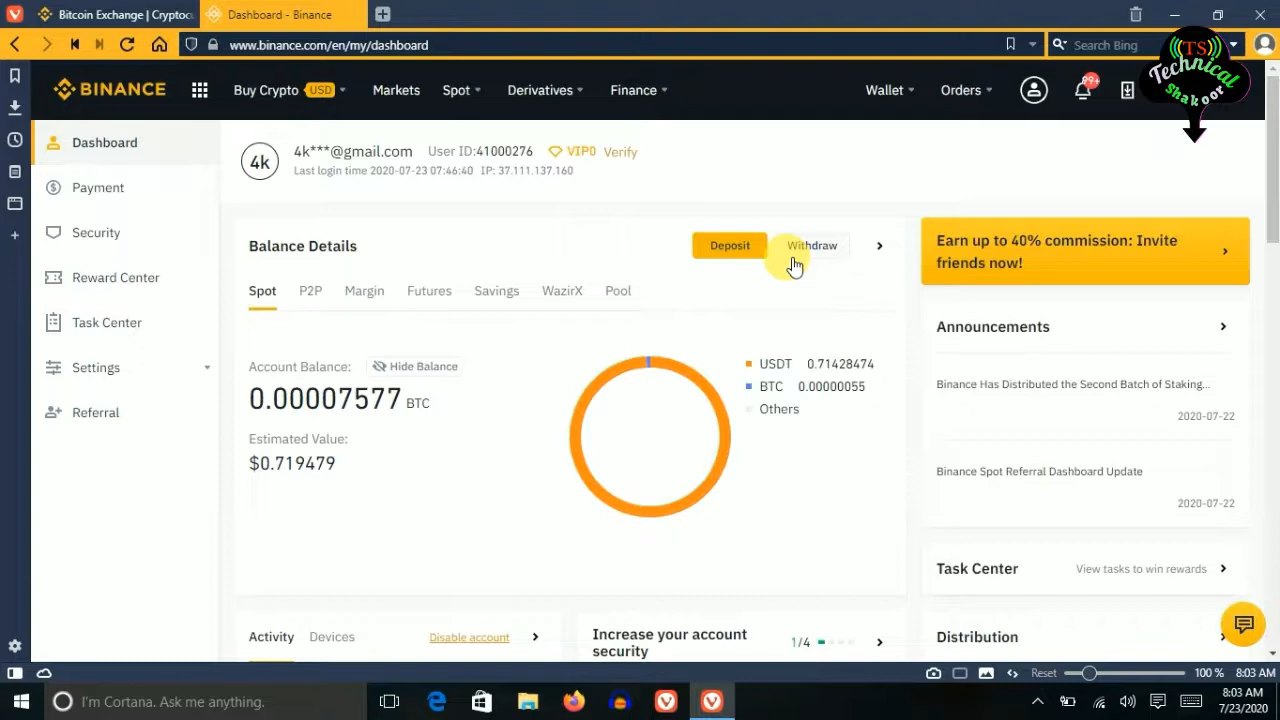 Bitcoin Exchange | Cryptocu
Dashboard - Binance
www.binance.com/en/my/dashboard
Search Bing
(TS)
Technical
Shakoor
BINANCE
Buy Crypto USD
Markets
Spot
Derivatives
Finance
Wallet
Orders
99+
Dashboard
Payment
Security
Reward Center
Task Center
Settings
Referral
4k
4k***@gmail.com User ID:41000276 VIP0 Verify
Last login time 2020-07-23 07:46:40 IP: 37.111.137.160
Balance Details
Deposit
Withdraw
Spot P2P Margin Futures Savings WazirX Pool
Account Balance: Hide Balance
0.00007577 BTC
Estimated Value:
$0.719479
USDT 0.71428474
BTC 0.00000055
Others
Earn up to 40% commission: Invite
friends now!
Announcements
Binance Has Distributed the Second Batch of Staking...
2020-07-22
Binance Spot Referral Dashboard Update
2020-07-22
Task Center View tasks to win rewards
Distribution
Activity Devices Disable account
Increase your account
security
1/4
Reset 100 % 8:03 AM
I'm Cortana. Ask me anything.
8:03 AM
7/23/2020